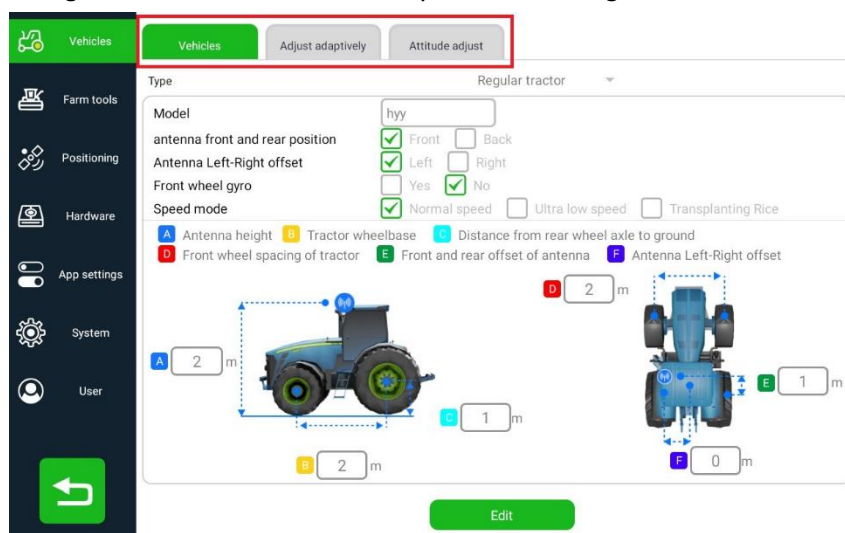 Vehicles
Farm tools
Positioning
Hardware
App settings
System
User
Vehicles Adjust adaptively Attitude adjust
Type Regular tractor
Model hyy
antenna front and rear position Front Back
Antenna Left-Right offset Left Right
Front wheel gyro Yes No
Speed mode Normal speed Ultra low speed Transplanting Rice
A Antenna height B Tractor wheelbase C Distance from rear wheel axle to ground
D Front wheel spacing of tractor E Front and rear offset of antenna F Antenna Left-Right offset
D 2 m
A 2 m
E 1 m
C 1 m
B 2 m
F 0 m
Edit